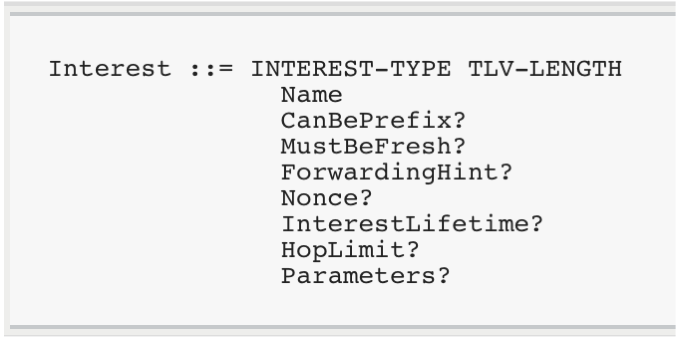 Interest ::= INTEREST-TYPE TLV-LENGTH
Name
CanBePrefix?
MustBeFresh?
ForwardingHint?
Nonce?
InterestLifetime?
HopLimit?
Parameters?